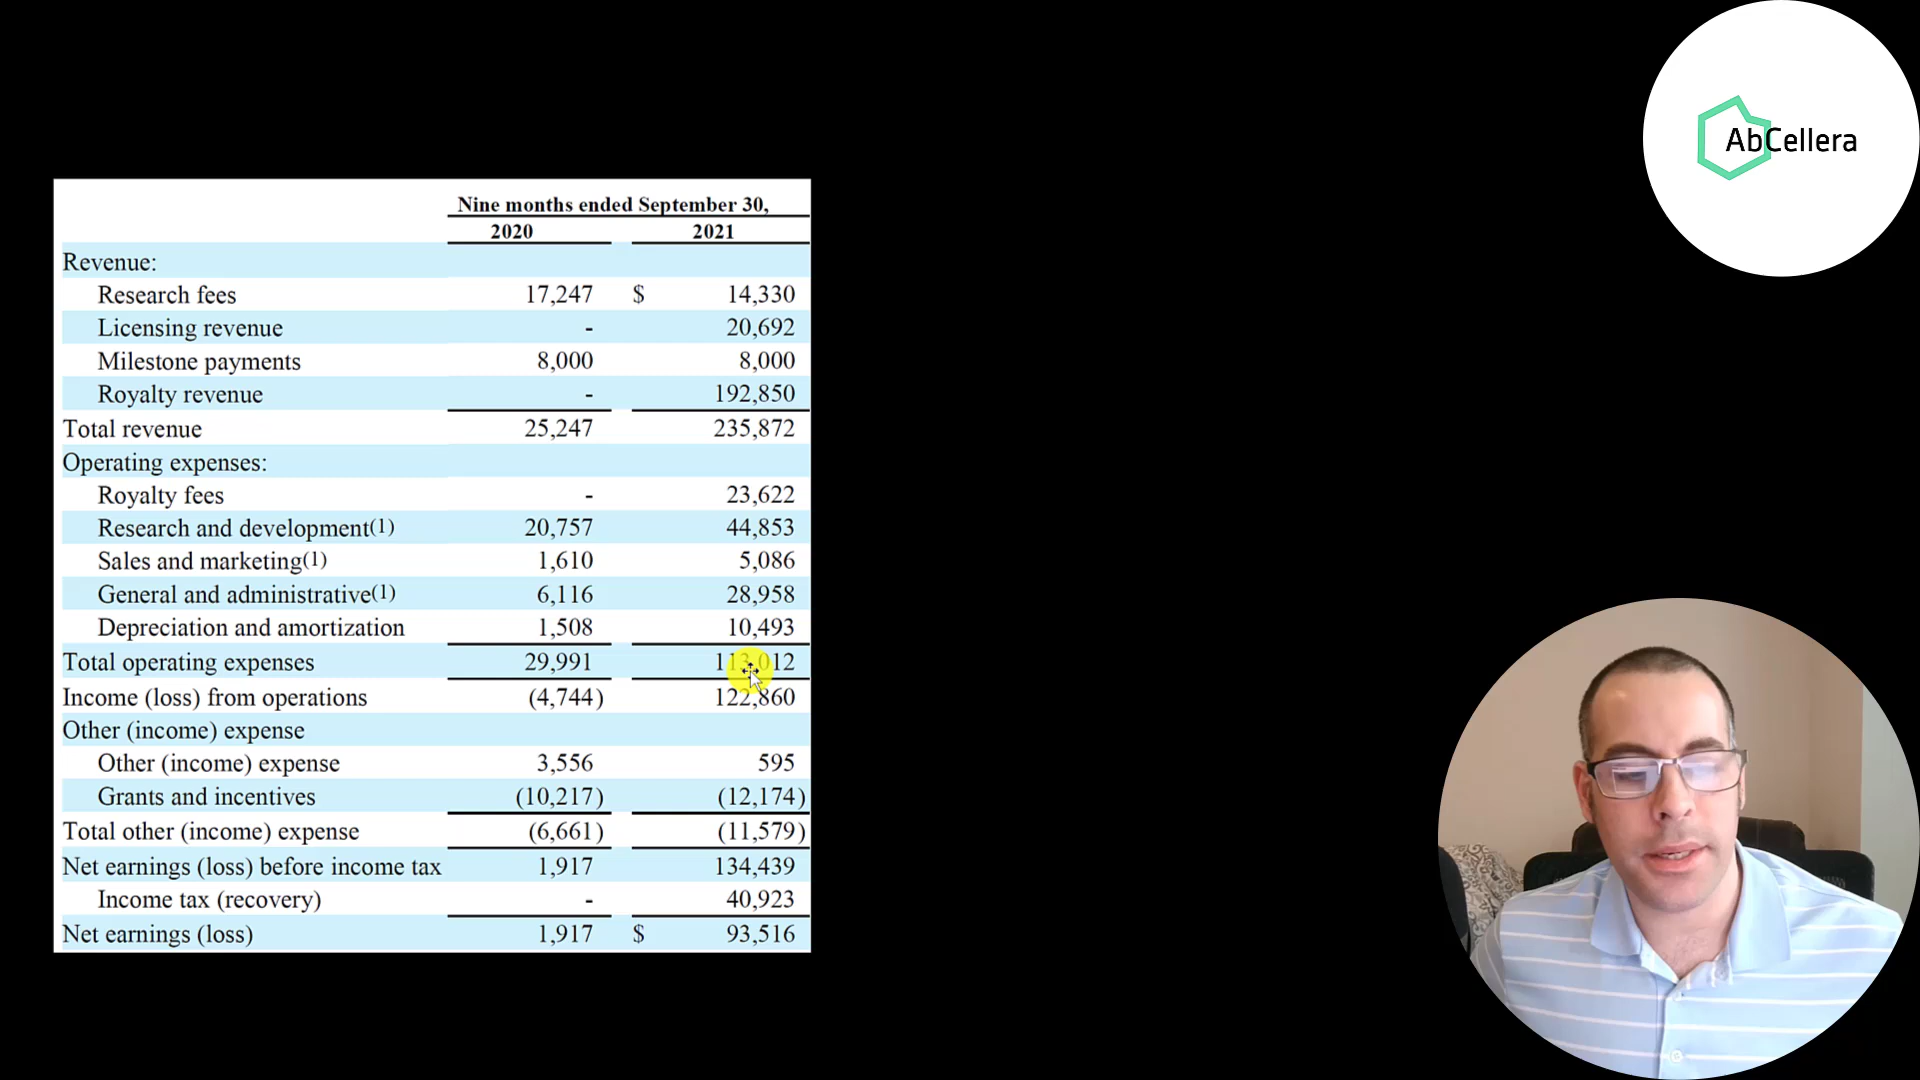 AbCellera
Nine months ended September 30,
2020 2021
Revenue:
Research fees 17,247 $ 14,330
Licensing revenue - 20,692
Milestone payments 8,000 8,000
Royalty revenue - 192,850
Total revenue 25,247 235,872
Operating expenses:
Royalty fees - 23,622
Research and development(1) 20,757 44,853
Sales and marketing(1) 1,610 5,086
General and administrative(1) 6,116 28,958
Depreciation and amortization 1,508 10,493
Total operating expenses 29,991 113,012
Income (loss) from operations (4,744) 122,860
Other (income) expense
Other (income) expense 3,556 595
Grants and incentives (10,217) (12,174)
Total other (income) expense (6,661) (11,579)
Net earnings (loss) before income tax 1,917 134,439
Income tax (recovery) - 40,923
Net earnings (loss) 1,917 $ 93,516